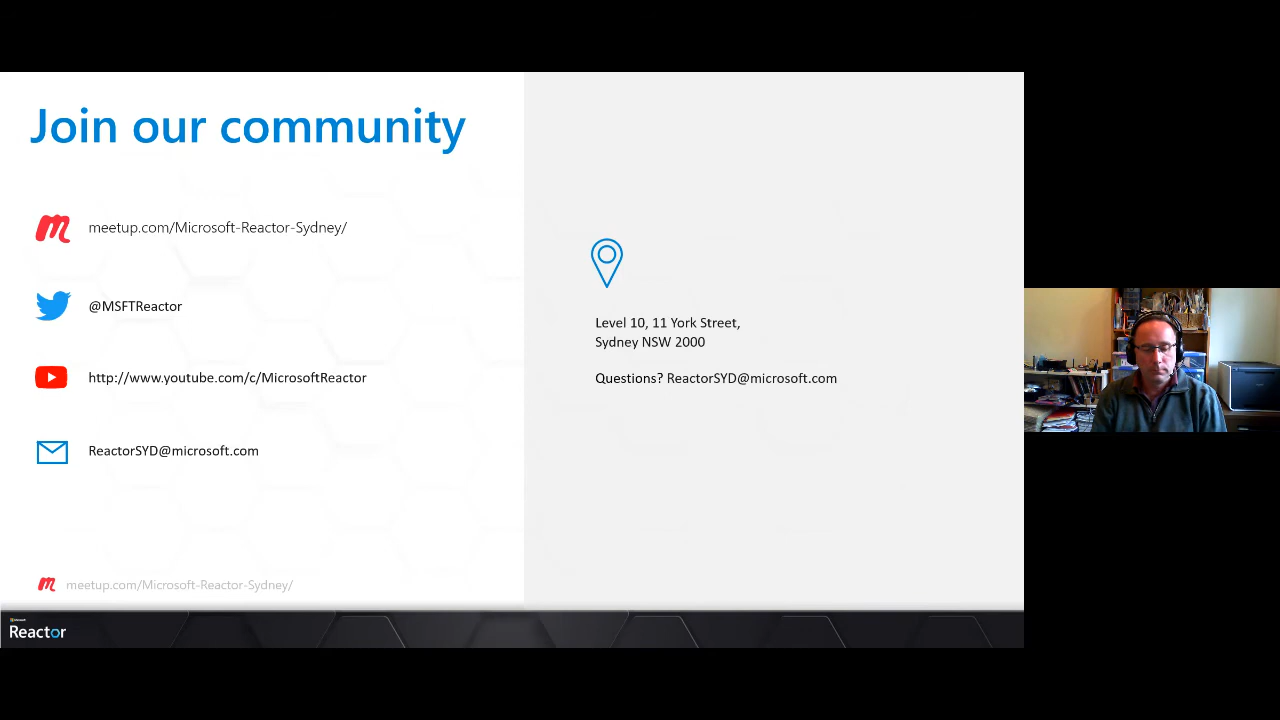 Join our community
meetup.com/Microsoft-Reactor-Sydney/
@MSFTReactor
http://www.youtube.com/c/MicrosoftReactor
ReactorSYD@microsoft.com
Level 10, 11 York Street,
Sydney NSW 2000
Questions? ReactorSYD@microsoft.com
meetup.com/Microsoft-Reactor-Sydney/
Microsoft
Reactor